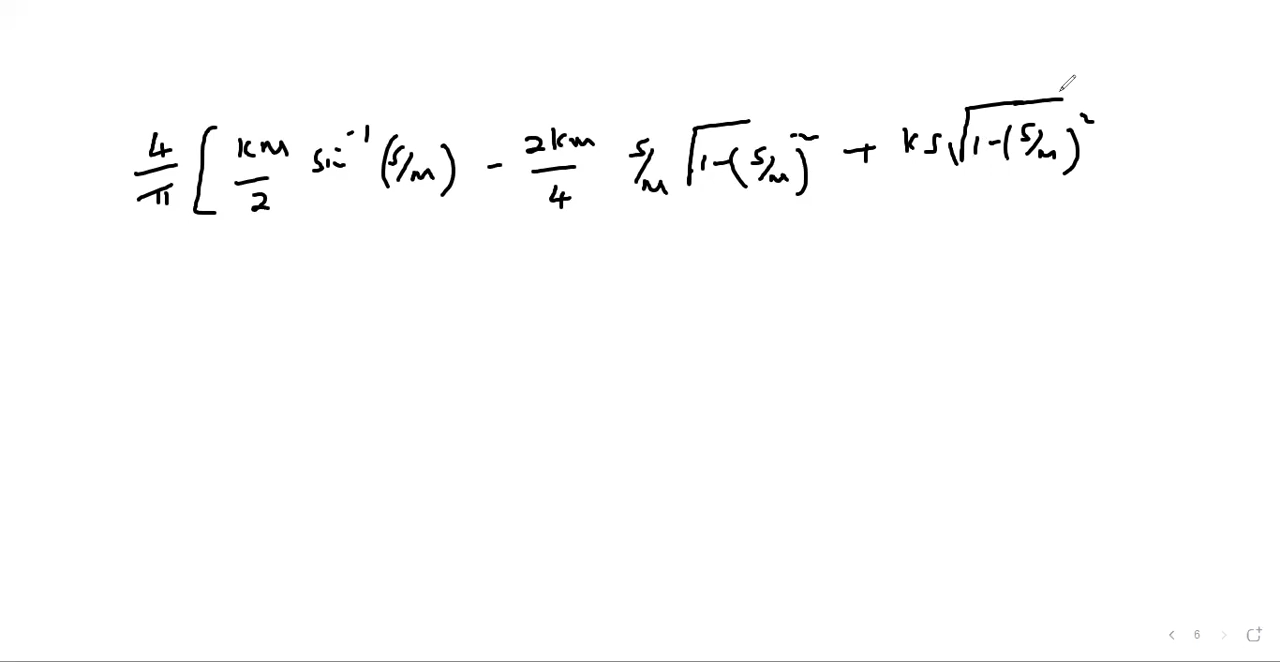 4/π [ KM/2 sin⁻¹(S/M) - 2KM/4 S/M √1-(S/M)² + KS√1-(S/M)²
6